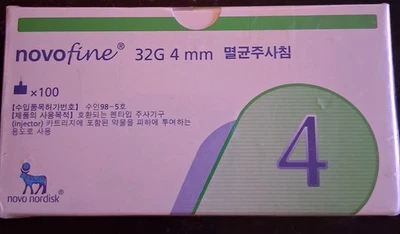 novofine® 32G 4 mm 멸균주사침
×100
[수입품목허가번호] 수인98-5호
[제품의 사용목적] 호환되는 펜타입 주사기구
(injector) 카트리지에 포함된 약물을 피하에 투여하는
용도로 사용
4
novo nordisk®